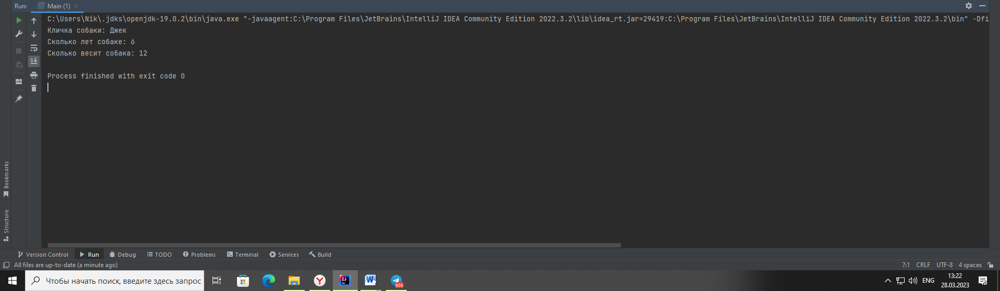 Run: Main (1)
C:\Users\Nik\.jdks\openjdk-19.0.2\bin\java.exe "-javaagent:C:\Program Files\JetBrains\IntelliJ IDEA Community Edition 2022.3.2\lib\idea_rt.jar=29419:C:\Program Files\JetBrains\IntelliJ IDEA Community Edition 2022.3.2\bin" -Dfi
Кличка собаки: Джек
Сколько лет собаке: 6
Сколько весит собака: 12
Process finished with exit code 0
Bookmarks
Structure
Version Control Run Debug TODO Problems Terminal Services Build
All files are up-to-date (a minute ago) 7:1 CRLF UTF-8 4 spaces
Чтобы начать поиск, введите здесь запрос
906
ENG
13:22
28.03.2023